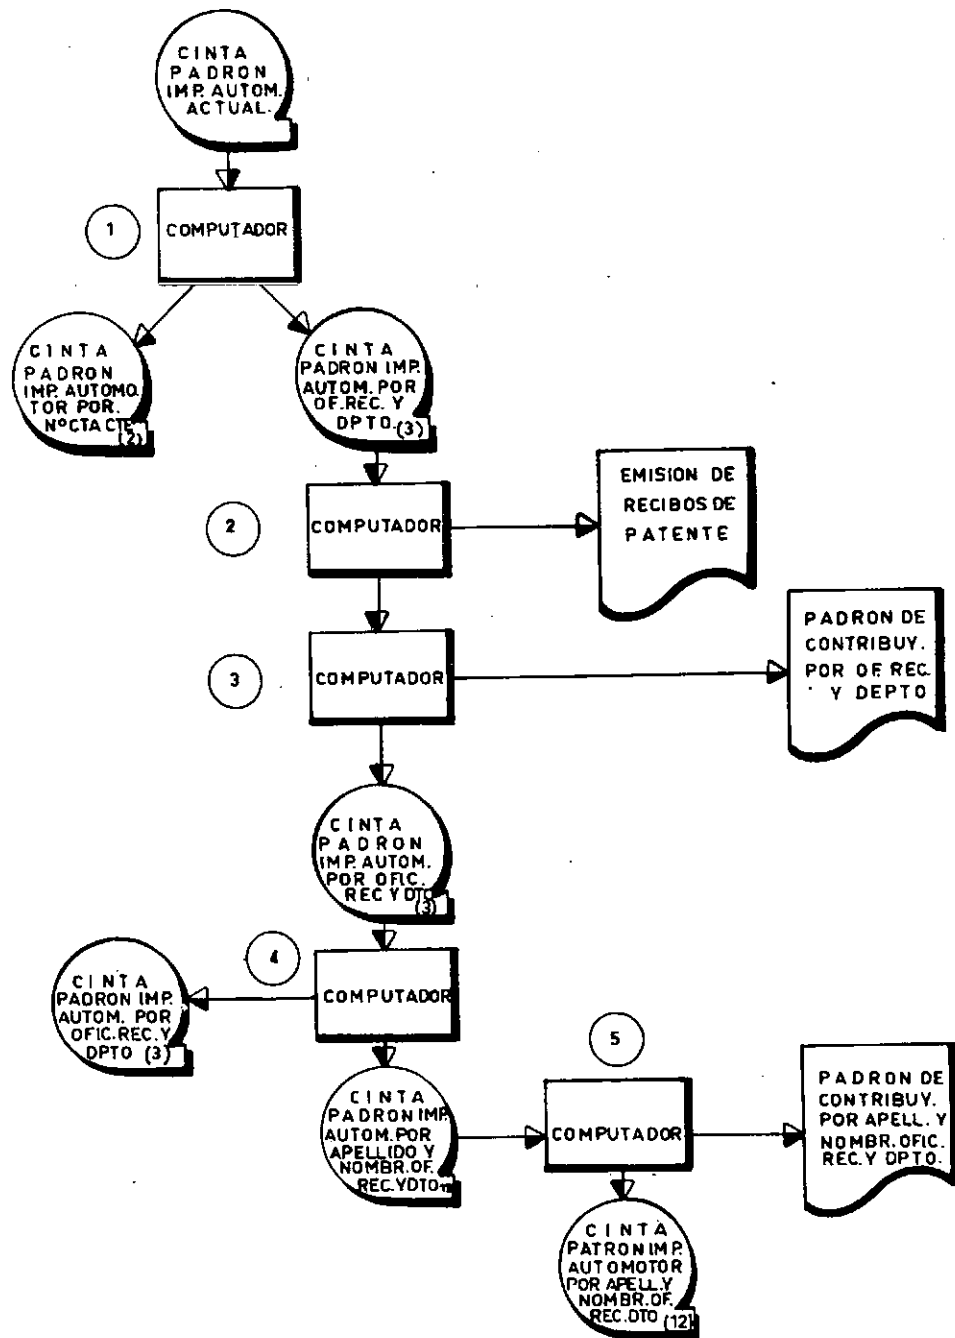 CINTA
PADRON
IMP. AUTOM.
ACTUAL.
1
COMPUTADOR
CINTA
PADRON
IMP. AUTOMO
TOR POR.
Nº CTA CTE
(2)
CINTA
PADRON IMP.
AUTOM. POR
OF. REC. Y
DPTO.
(3)
2
COMPUTADOR
EMISION DE
RECIBOS DE
PATENTE
3
COMPUTADOR
PADRON DE
CONTRIBUY.
POR OF. REC.
Y DEPTO
CINTA
PADRON
IMP. AUTOM.
POR OFIC.
REC Y DTO
(3)
4
COMPUTADOR
CINTA
PADRON IMP.
AUTOM. POR
OFIC. REC. Y
DPTO (3)
CINTA
PADRON IMP.
AUTOM. POR
APELLIDO Y
NOMBR. OF.
REC. Y DTO
5
COMPUTADOR
PADRON DE
CONTRIBUY.
POR APELL. Y
NOMBR. OFIC.
REC. Y DPTO.
CINTA
PATRON IMP.
AUTOMOTOR
POR APELL. Y
NOMBR. OF.
REC. DTO
(12)